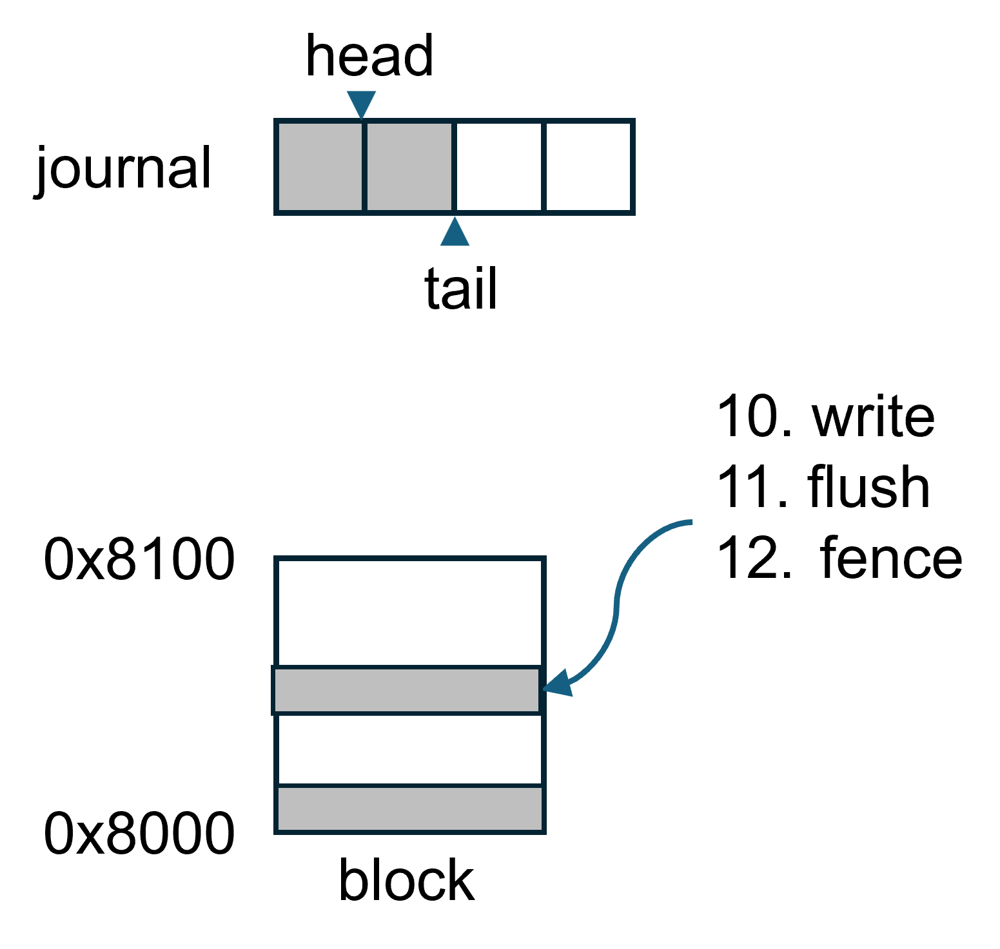 head
journal
tail
10. write
11. flush
12. fence
0x8100
0x8000
block